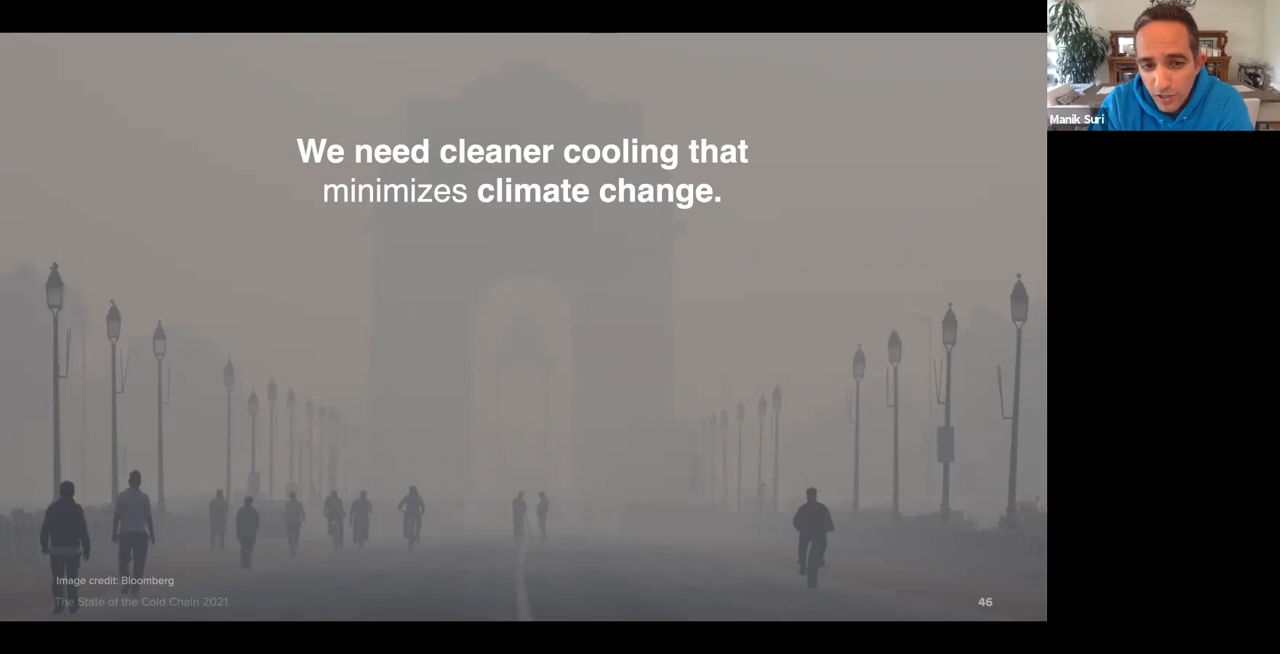 We need cleaner cooling that
minimizes climate change.
Image credit: Bloomberg
The State of the Cold Chain 2021
46
Manik Suri